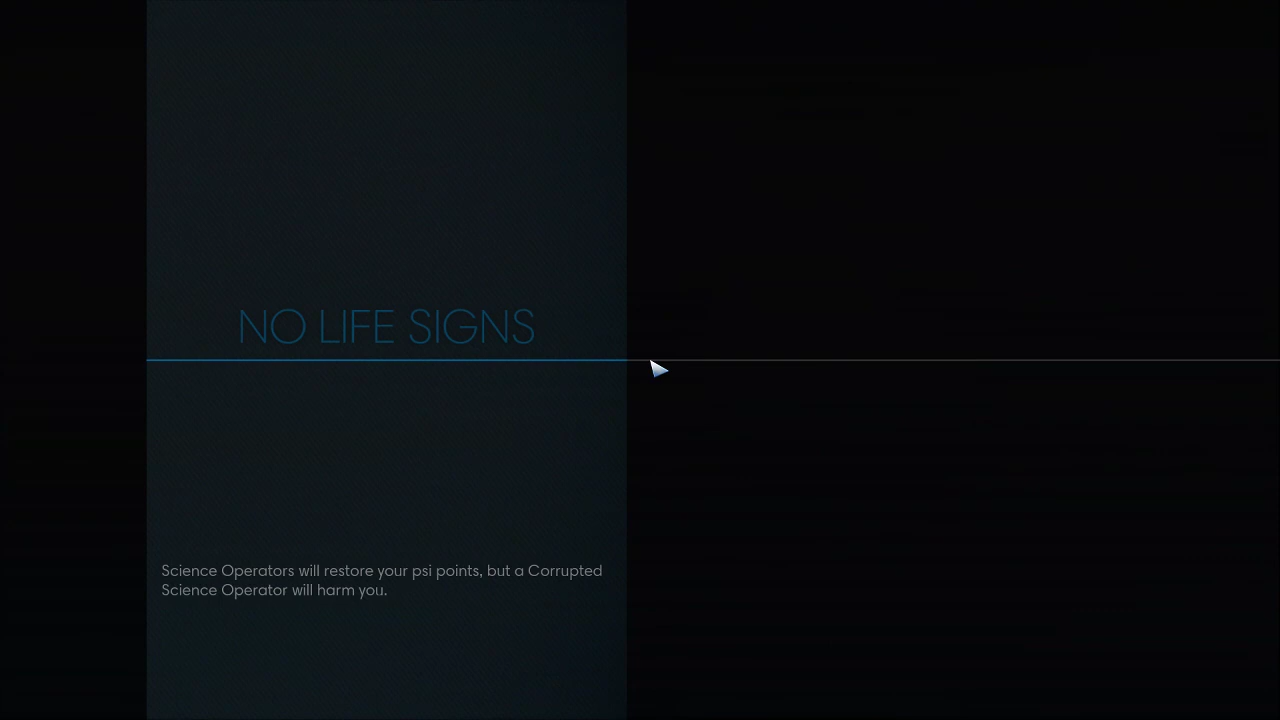 NO LIFE SIGNS
Science Operators will restore your psi points, but a Corrupted
Science Operator will harm you.